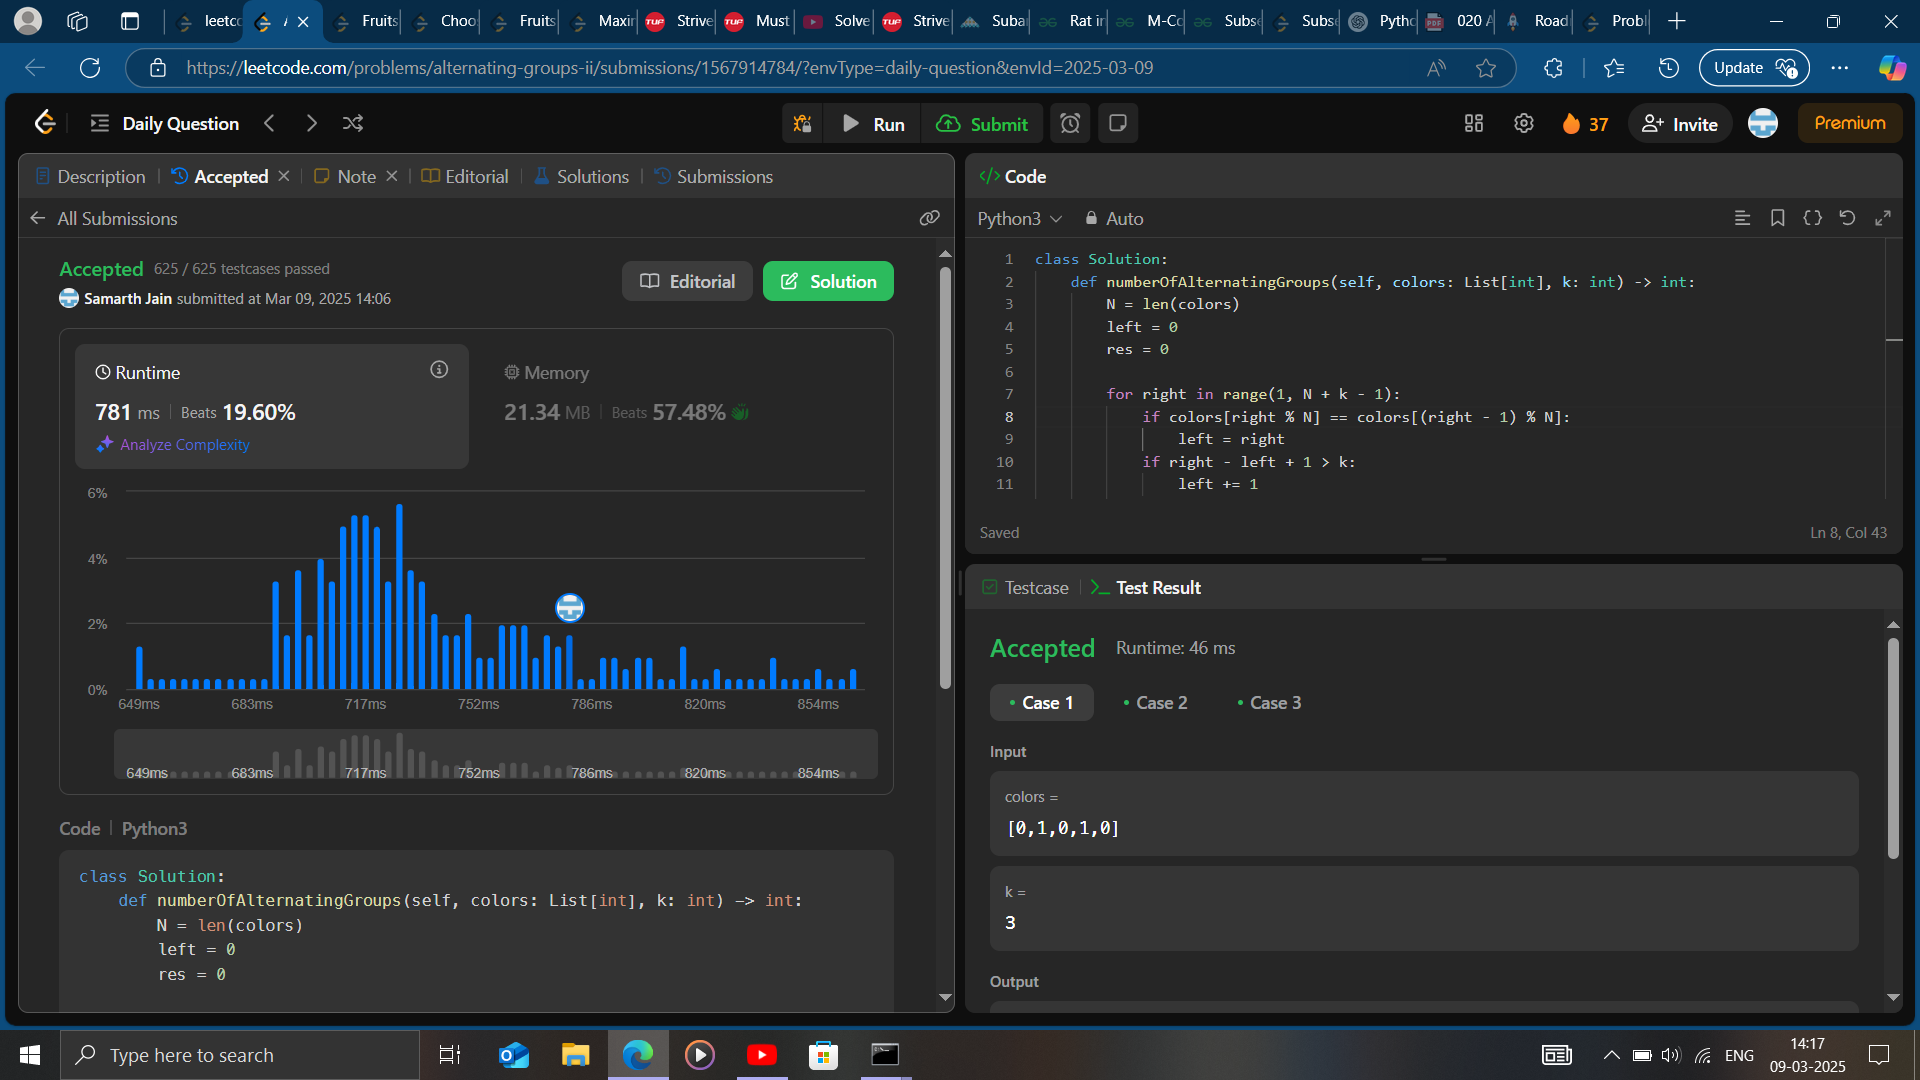 leetcc
Fruits
Choo
Fruits
Maxir
TUF Strive
TUF Must
Solve
TUF Strive
Suba
Rat in
M-Co
Subse
Subse
Pytho
020 A
Road
Probl
https://leetcode.com/problems/alternating-groups-ii/submissions/1567914784/?envType=daily-question&envId=2025-03-09
Update
Daily Question
Run
Submit
37
Invite
Premium
Description
Accepted
Note
Editorial
Solutions
Submissions
All Submissions
Accepted 625 / 625 testcases passed
Samarth Jain submitted at Mar 09, 2025 14:06
Editorial
Solution
Runtime
781 ms Beats 19.60%
Analyze Complexity
Memory
21.34 MB Beats 57.48%
6%
4%
2%
0%
649ms 683ms 717ms 752ms 786ms 820ms 854ms
649ms 683ms 717ms 752ms 786ms 820ms 854ms
Code Python3
class Solution:
def numberOfAlternatingGroups(self, colors: List[int], k: int) -> int:
N = len(colors)
left = 0
res = 0
</> Code
Python3 Auto
1 class Solution:
2 def numberOfAlternatingGroups(self, colors: List[int], k: int) -> int:
3 N = len(colors)
4 left = 0
5 res = 0
6
7 for right in range(1, N + k - 1):
8 if colors[right % N] == colors[(right - 1) % N]:
9 left = right
10 if right - left + 1 > k:
11 left += 1
Saved
Ln 8, Col 43
Testcase
Test Result
Accepted Runtime: 46 ms
Case 1
Case 2
Case 3
Input
colors =
[0,1,0,1,0]
k =
3
Output
Type here to search
ENG
14:17
09-03-2025